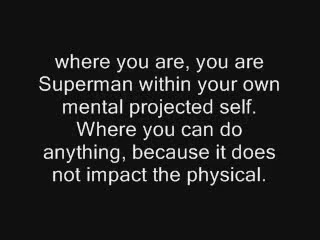 where you are, you are
Superman within your own
mental projected self.
Where you can do
anything, because it does
not impact the physical.